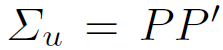 Σ_u = PP′